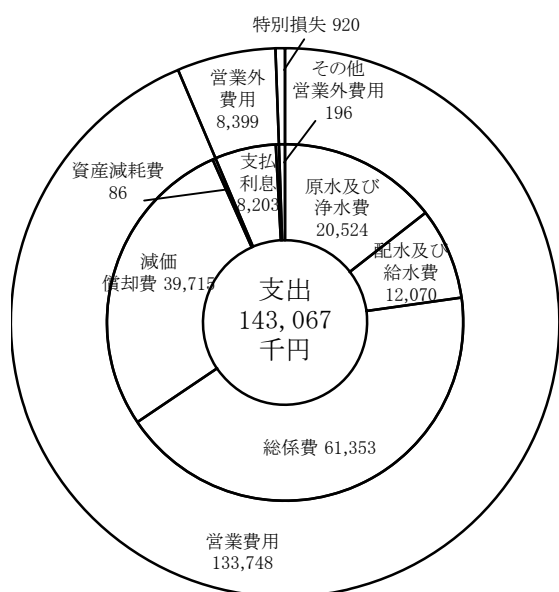 特別損失 920
その他
営業外費用
196
営業外
費用
8,399
資産減耗費
86
支払
利息
8,203
原水及び
浄水費
20,524
配水及び
給水費
12,070
減価
償却費 39,715
支出
143,067
千円
総係費 61,353
営業費用
133,748